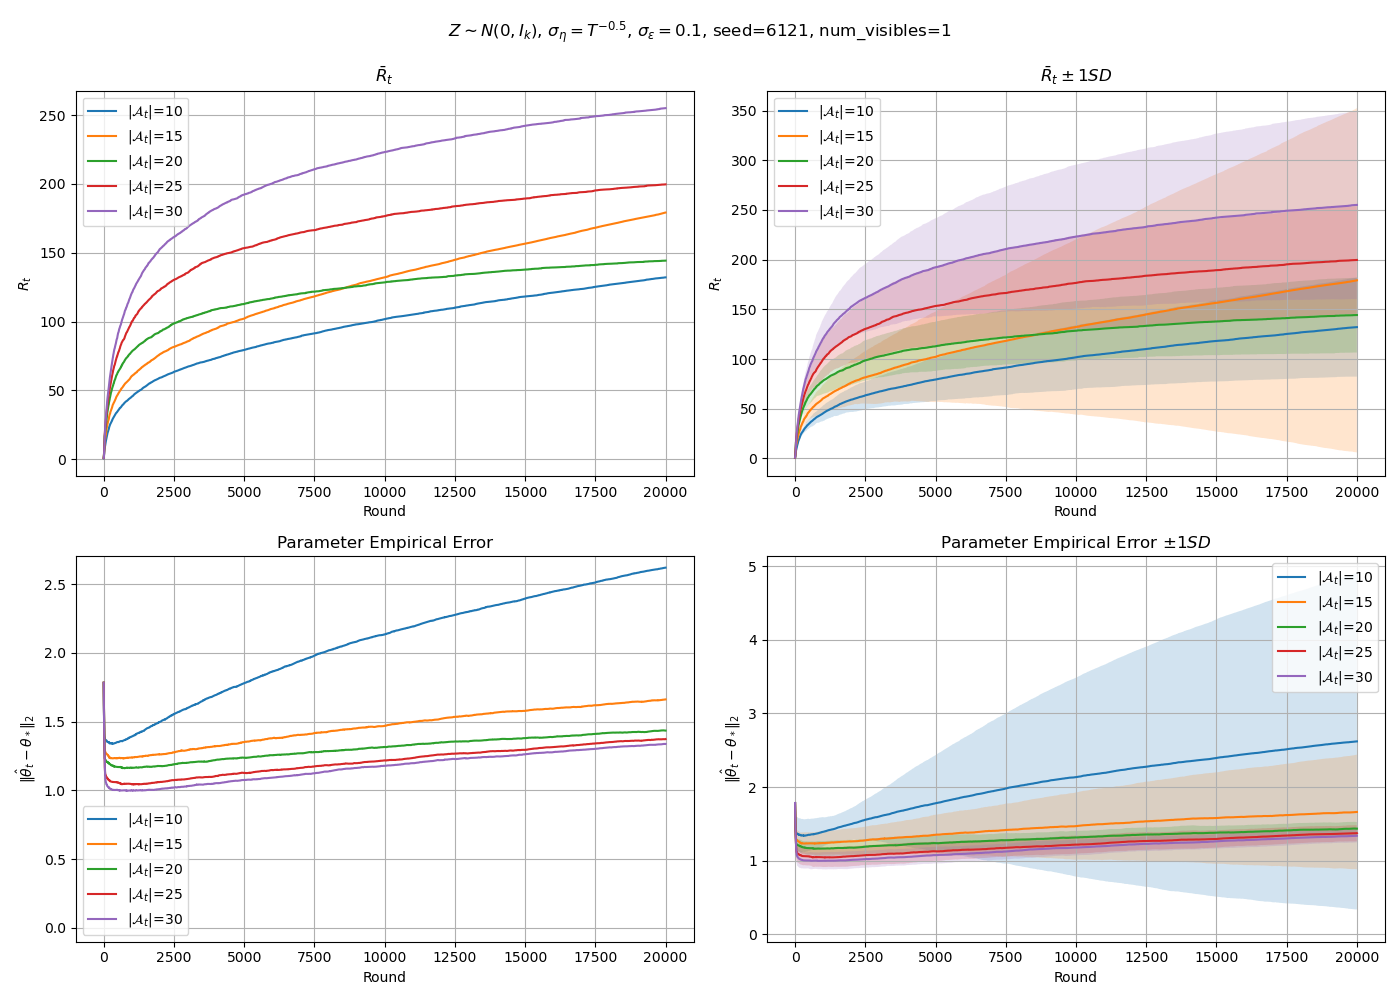 Z ∼ N(0, I_k), σ_η = T^{−0.5}, σ_ε = 0.1, seed=6121, num_visibles=1
R̄_t
R_t
250
200
150
100
50
0
|𝒜_t|=10
|𝒜_t|=15
|𝒜_t|=20
|𝒜_t|=25
|𝒜_t|=30
0 2500 5000 7500 10000 12500 15000 17500 20000
Round
R̄_t ± 1SD
R_t
350
300
250
200
150
100
50
0
|𝒜_t|=10
|𝒜_t|=15
|𝒜_t|=20
|𝒜_t|=25
|𝒜_t|=30
0 2500 5000 7500 10000 12500 15000 17500 20000
Round
Parameter Empirical Error
‖θ̂_t − θ_*‖_2
2.5
2.0
1.5
1.0
0.5
0.0
|𝒜_t|=10
|𝒜_t|=15
|𝒜_t|=20
|𝒜_t|=25
|𝒜_t|=30
0 2500 5000 7500 10000 12500 15000 17500 20000
Round
Parameter Empirical Error ±1SD
‖θ̂_t − θ_*‖_2
5
4
3
2
1
0
|𝒜_t|=10
|𝒜_t|=15
|𝒜_t|=20
|𝒜_t|=25
|𝒜_t|=30
0 2500 5000 7500 10000 12500 15000 17500 20000
Round